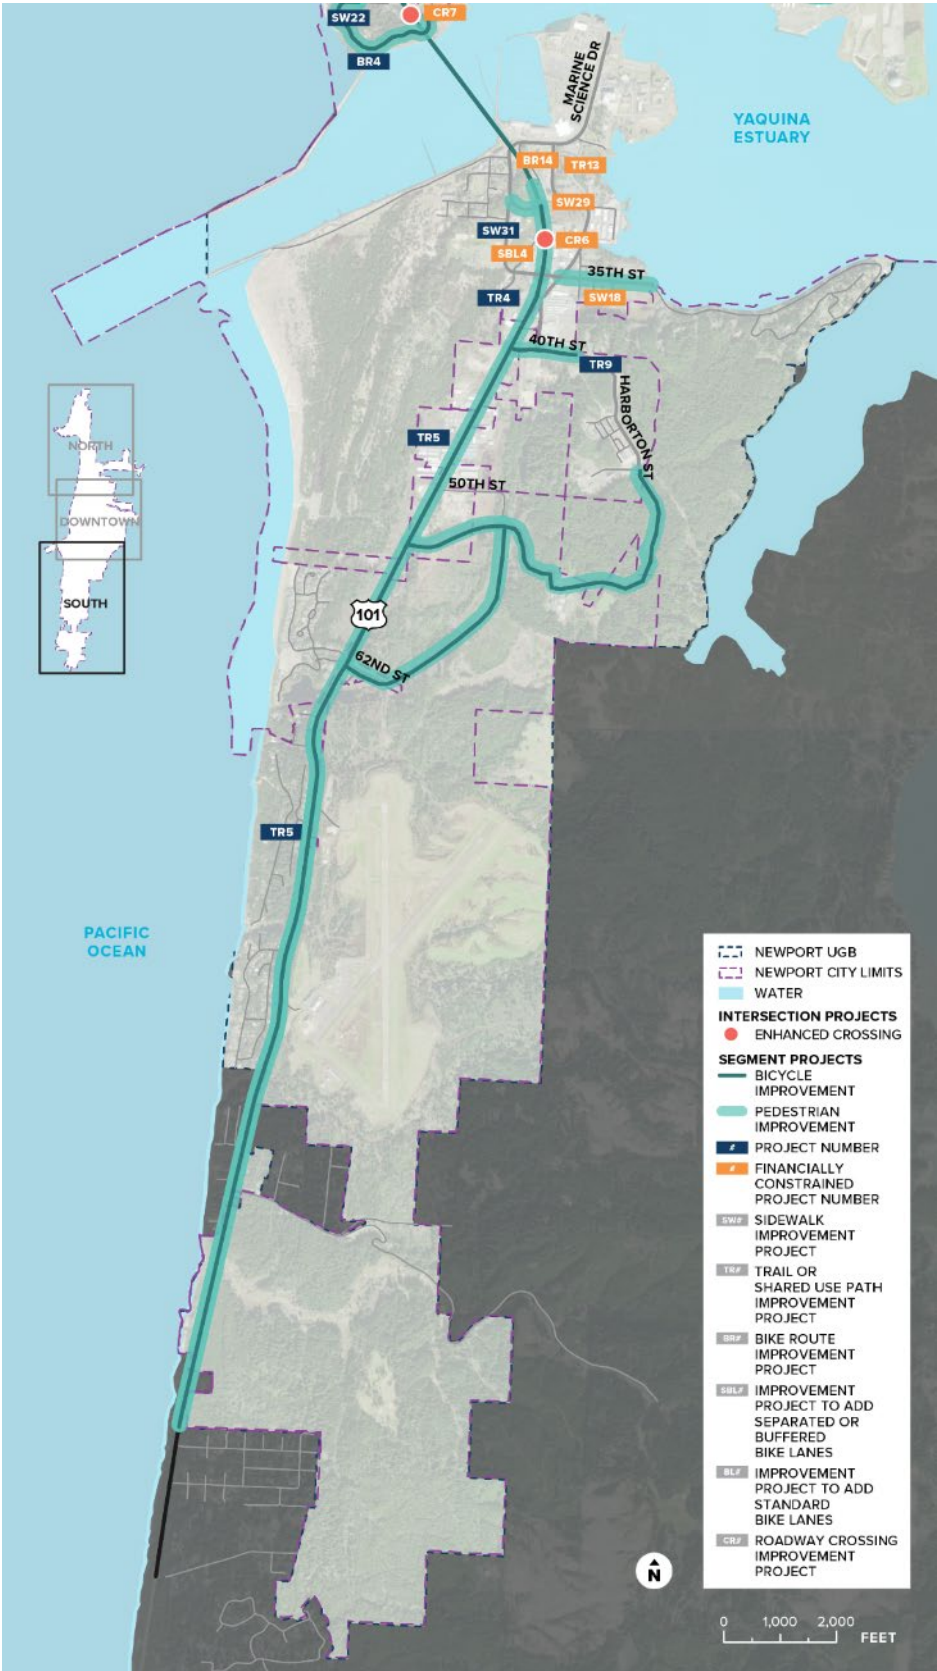 SW22
CR7
BR4
MARINE
SCIENCE DR
YAQUINA
ESTUARY
BR14
TR13
SW29
SW31
CR6
SBL4
35TH ST
TR4
SW18
40TH ST
TR9
HARBORTON ST
TR5
50TH ST
NORTH
DOWNTOWN
SOUTH
101
62ND ST
TR5
PACIFIC
OCEAN
NEWPORT UGB
NEWPORT CITY LIMITS
WATER
INTERSECTION PROJECTS
ENHANCED CROSSING
SEGMENT PROJECTS
BICYCLE
IMPROVEMENT
PEDESTRIAN
IMPROVEMENT
# PROJECT NUMBER
# FINANCIALLY
CONSTRAINED
PROJECT NUMBER
SW# SIDEWALK
IMPROVEMENT
PROJECT
TR# TRAIL OR
SHARED USE PATH
IMPROVEMENT
PROJECT
BR# BIKE ROUTE
IMPROVEMENT
PROJECT
SBL# IMPROVEMENT
PROJECT TO ADD
SEPARATED OR
BUFFERED
BIKE LANES
BL# IMPROVEMENT
PROJECT TO ADD
STANDARD
BIKE LANES
CR# ROADWAY CROSSING
IMPROVEMENT
PROJECT
N
0 1,000 2,000
FEET